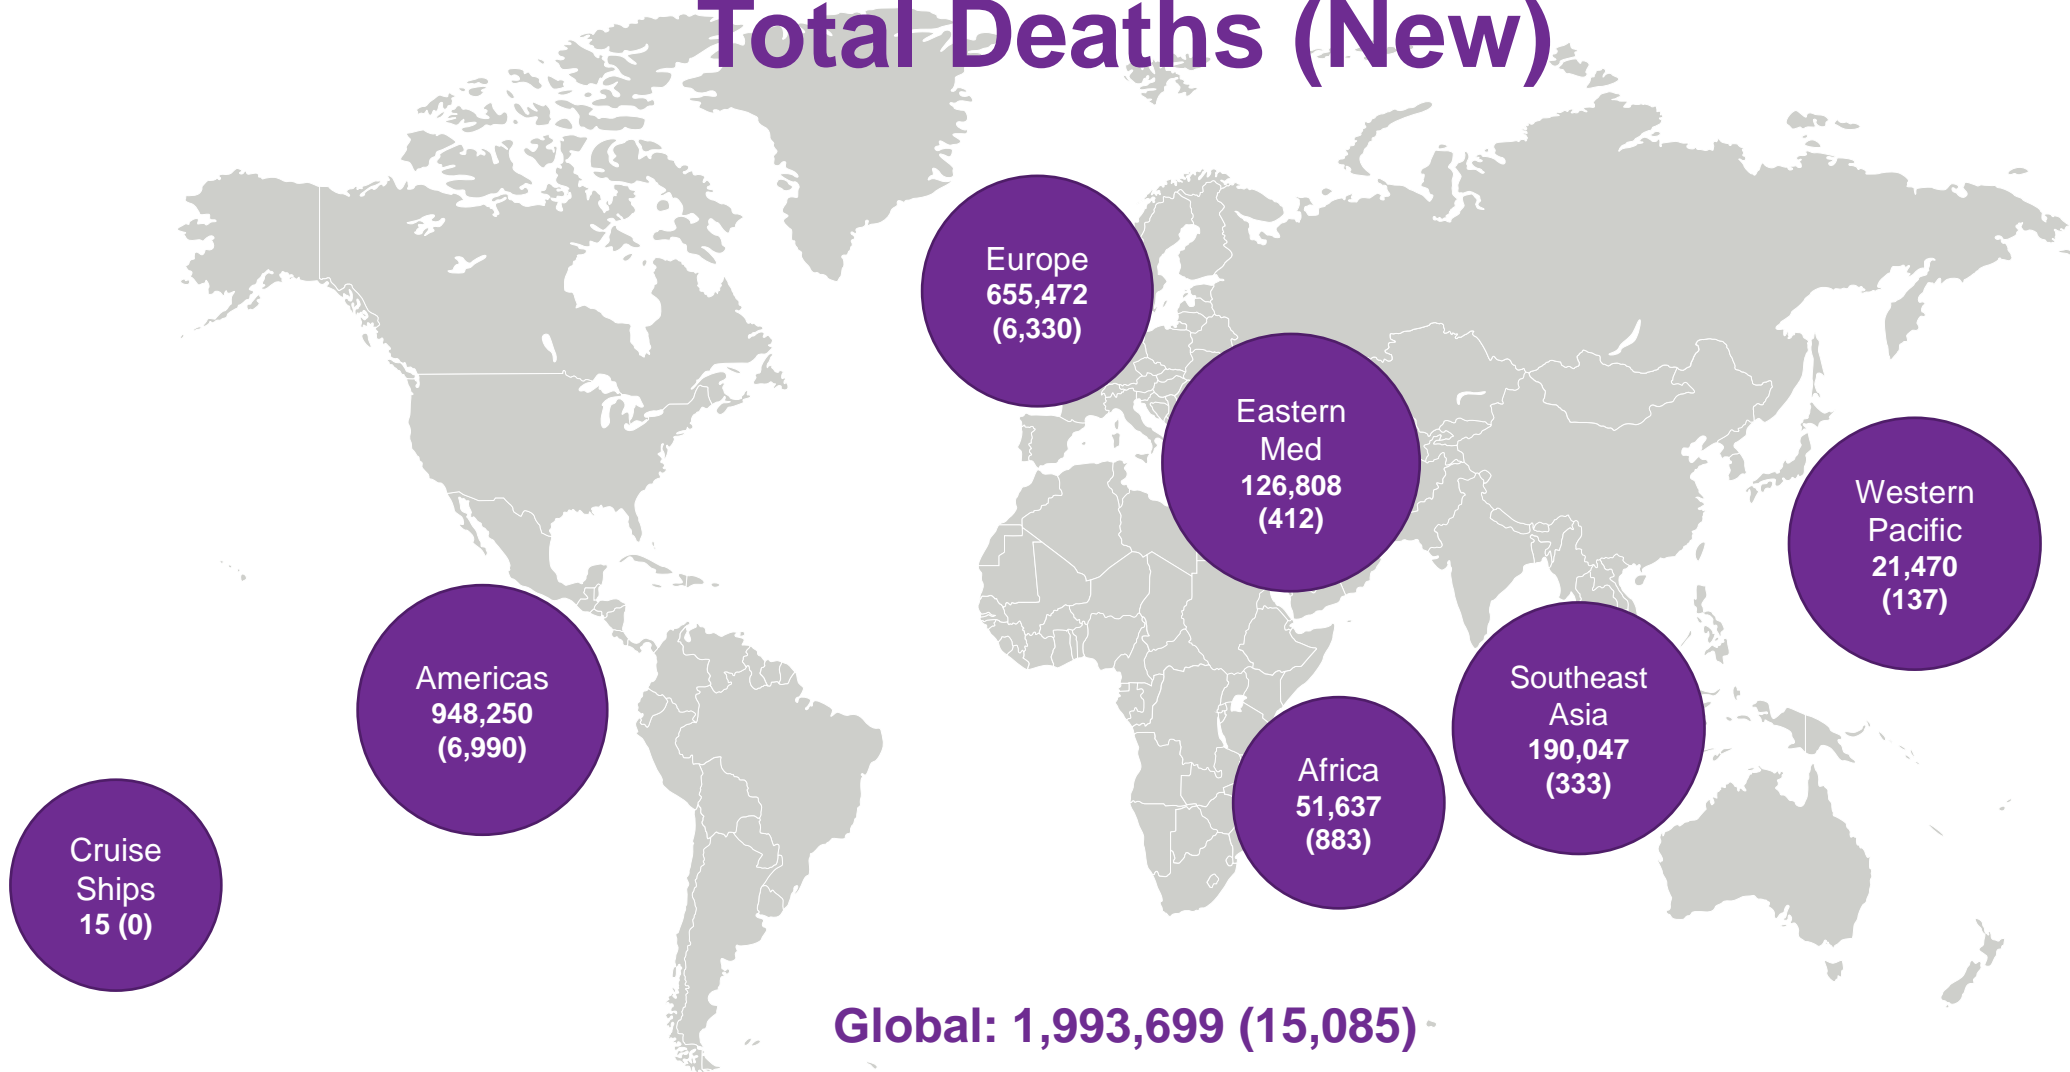 Total Deaths (New)
Europe
655,472
(6,330)
Eastern
Med
126,808
(412)
Western
Pacific
21,470
(137)
Americas
948,250
(6,990)
Southeast
Asia
190,047
(333)
Africa
51,637
(883)
Cruise
Ships
15 (0)
Global: 1,993,699 (15,085)